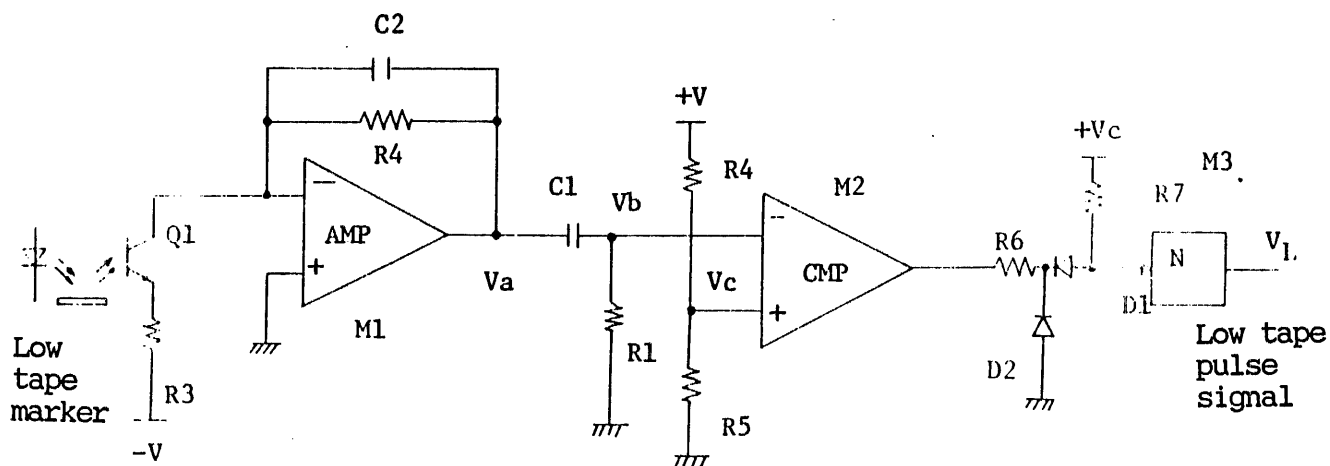 C2
R4
+V
+Vc
M3
R4
M2
R7
C1
Vb
Q1
AMP
−
+
Va
M1
Vc
-
+
CMP
R6
N
VL
D1
Low
tape
marker
R3
-V
R1
R5
D2
Low tape
pulse
signal